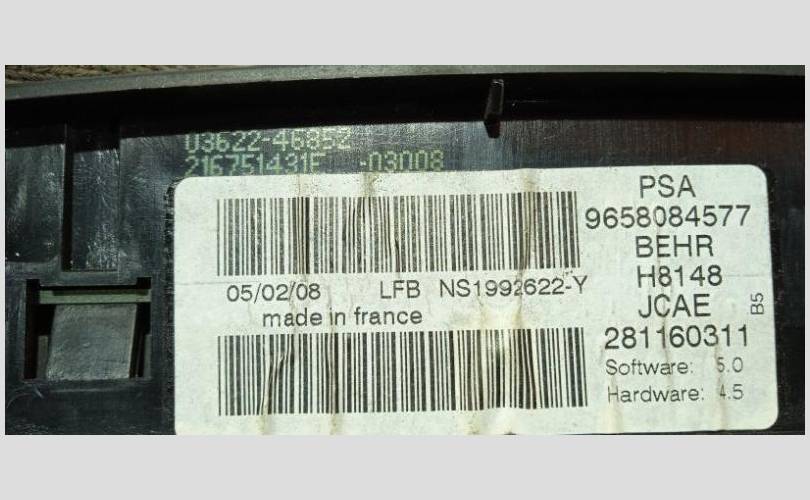 03622-46852
216751431F -03008
PSA
9658084577
BEHR
H8148
JCAE
281160311
Software: 5.0
Hardware: 4.5
B5
05/02/08 LFB NS1992622-Y
made in france